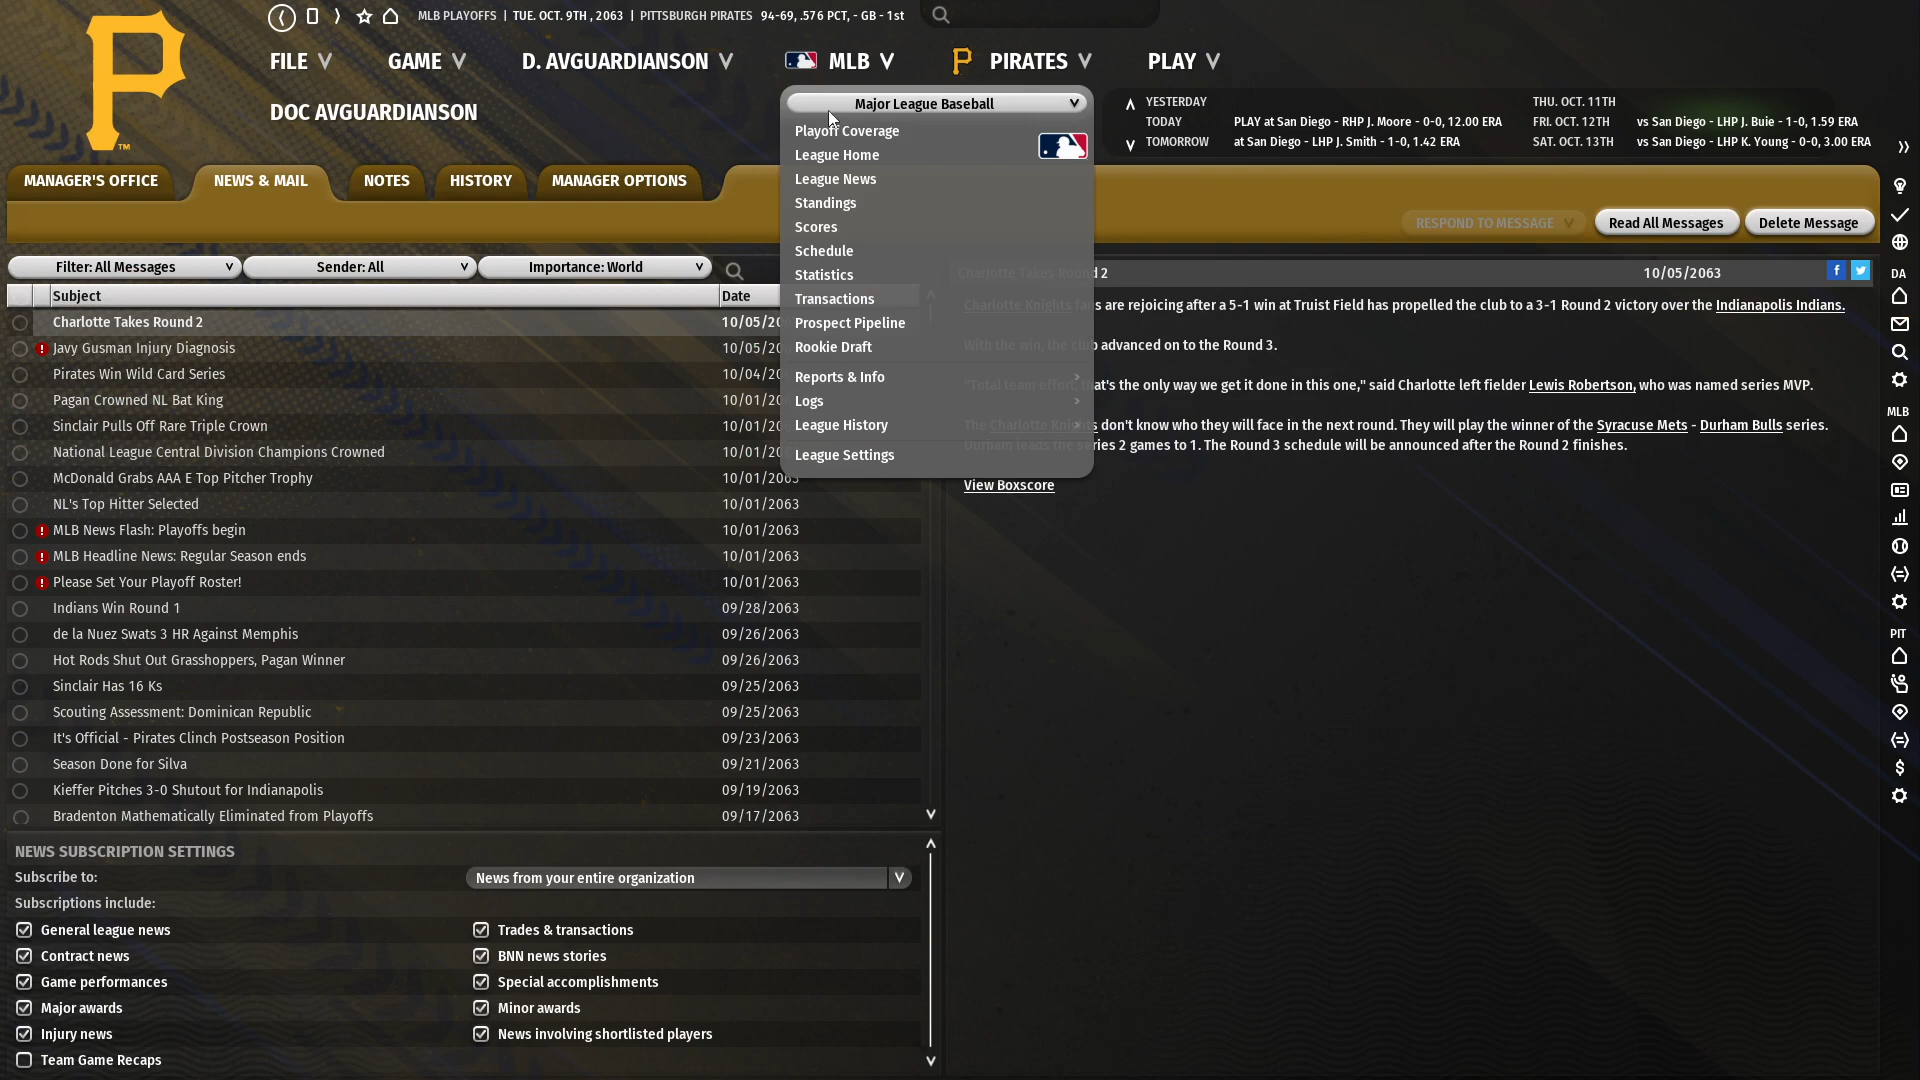 MLB PLAYOFFS | TUE. OCT. 9TH , 2063 | PITTSBURGH PIRATES 94-69, .576 PCT, - GB - 1st
FILE GAME D. AVGUARDIANSON MLB PIRATES PLAY
DOC AVGUARDIANSON
Major League Baseball
Playoff Coverage
League Home
League News
Standings
Scores
Schedule
Statistics
Transactions
Prospect Pipeline
Rookie Draft
Reports & Info
Logs
League History
League Settings
YESTERDAY
TODAY PLAY at San Diego - RHP J. Moore - 0-0, 12.00 ERA
TOMORROW at San Diego - LHP J. Smith - 1-0, 1.42 ERA
THU. OCT. 11TH
FRI. OCT. 12TH vs San Diego - LHP J. Buie - 1-0, 1.59 ERA
SAT. OCT. 13TH vs San Diego - LHP K. Young - 0-0, 3.00 ERA
MANAGER'S OFFICE NEWS & MAIL NOTES HISTORY MANAGER OPTIONS
RESPOND TO MESSAGE Read All Messages Delete Message
Filter: All Messages Sender: All Importance: World
Subject Date
Charlotte Takes Round 2 10/05/20
Javy Gusman Injury Diagnosis 10/05/20
Pirates Win Wild Card Series 10/04/20
Pagan Crowned NL Bat King 10/01/20
Sinclair Pulls Off Rare Triple Crown 10/01/20
National League Central Division Champions Crowned 10/01/20
McDonald Grabs AAA E Top Pitcher Trophy 10/01/2063
NL's Top Hitter Selected 10/01/2063
MLB News Flash: Playoffs begin 10/01/2063
MLB Headline News: Regular Season ends 10/01/2063
Please Set Your Playoff Roster! 10/01/2063
Indians Win Round 1 09/28/2063
de la Nuez Swats 3 HR Against Memphis 09/26/2063
Hot Rods Shut Out Grasshoppers, Pagan Winner 09/26/2063
Sinclair Has 16 Ks 09/25/2063
Scouting Assessment: Dominican Republic 09/25/2063
It's Official - Pirates Clinch Postseason Position 09/23/2063
Season Done for Silva 09/21/2063
Kieffer Pitches 3-0 Shutout for Indianapolis 09/19/2063
Bradenton Mathematically Eliminated from Playoffs 09/17/2063
Charlotte Takes Round 2 10/05/2063
Charlotte Knights fans are rejoicing after a 5-1 win at Truist Field has propelled the club to a 3-1 Round 2 victory over the Indianapolis Indians.
With the win, the club advanced on to the Round 3.
"Total team effort, that's the only way we get it done in this one," said Charlotte left fielder Lewis Robertson, who was named series MVP.
The Charlotte Knights don't know who they will face in the next round. They will play the winner of the Syracuse Mets - Durham Bulls series.
Durham leads the series 2 games to 1. The Round 3 schedule will be announced after the Round 2 finishes.
View Boxscore
NEWS SUBSCRIPTION SETTINGS
Subscribe to: News from your entire organization
Subscriptions include:
General league news Trades & transactions
Contract news BNN news stories
Game performances Special accomplishments
Major awards Minor awards
Injury news News involving shortlisted players
Team Game Recaps
DA
MLB
PIT